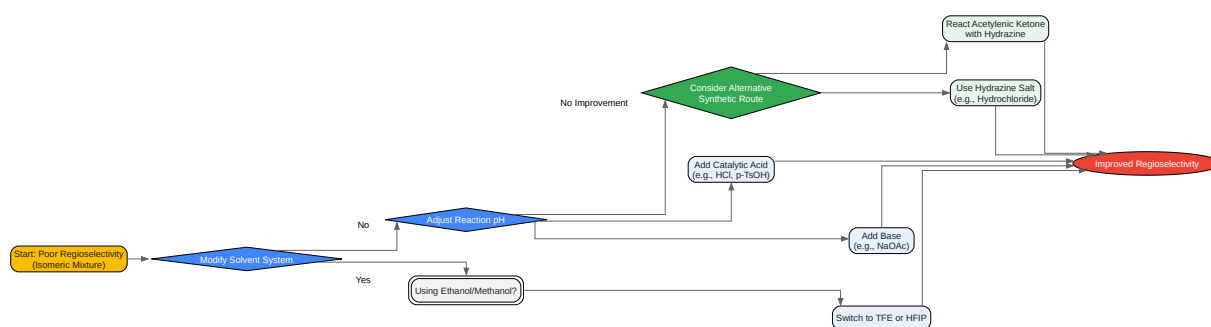 React Acetylenic Ketone
with Hydrazine
Consider Alternative
Synthetic Route
Use Hydrazine Salt
(e.g., Hydrochloride)
No Improvement
Add Catalytic Acid
(e.g., HCl, p-TsOH)
Improved Regioselectivity
Adjust Reaction pH
No
Add Base
(e.g., NaOAc)
Start: Poor Regioselectivity
(Isomeric Mixture)
Modify Solvent System
Yes
Using Ethanol/Methanol?
Switch to TFE or HFIP